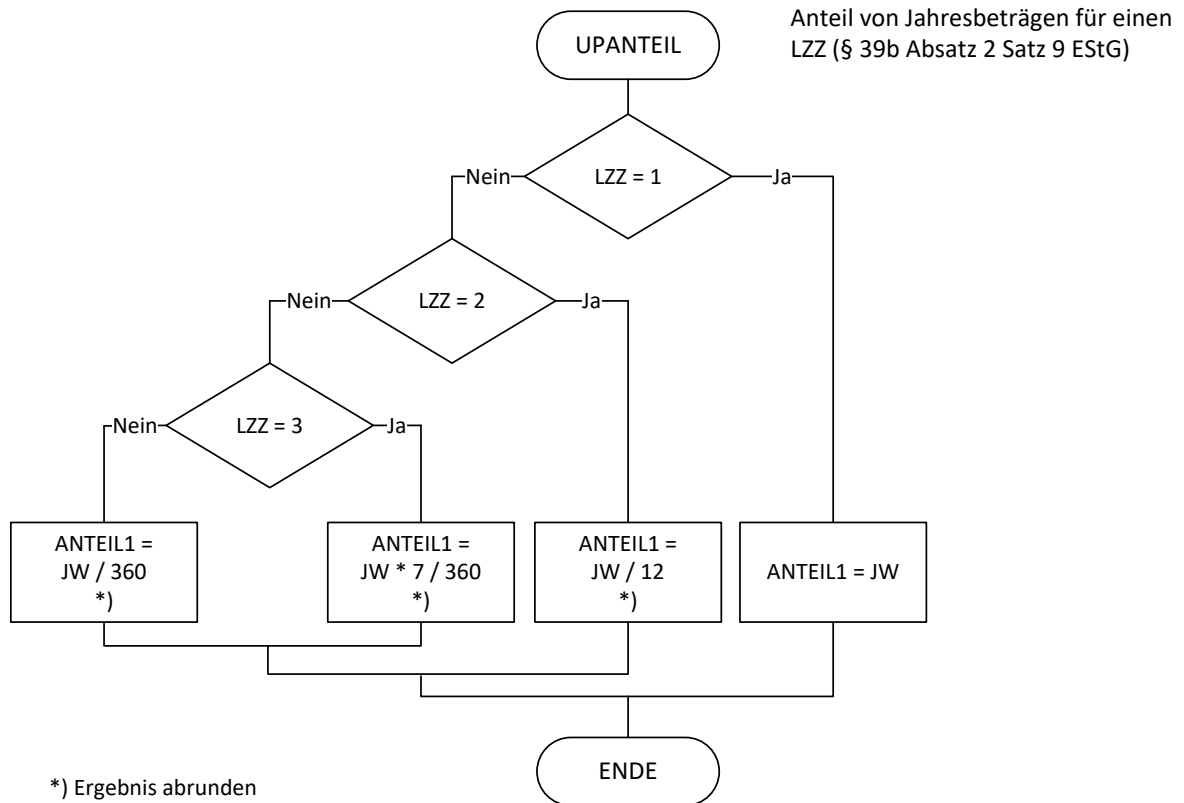 UPANTEIL
Anteil von Jahresbeträgen für einen
LZZ (§ 39b Absatz 2 Satz 9 EStG)
Nein
LZZ = 1
Ja
Nein
LZZ = 2
Ja
Nein
LZZ = 3
Ja
ANTEIL1 =
JW / 360
*)
ANTEIL1 =
JW * 7 / 360
*)
ANTEIL1 =
JW / 12
*)
ANTEIL1 = JW
ENDE
*) Ergebnis abrunden